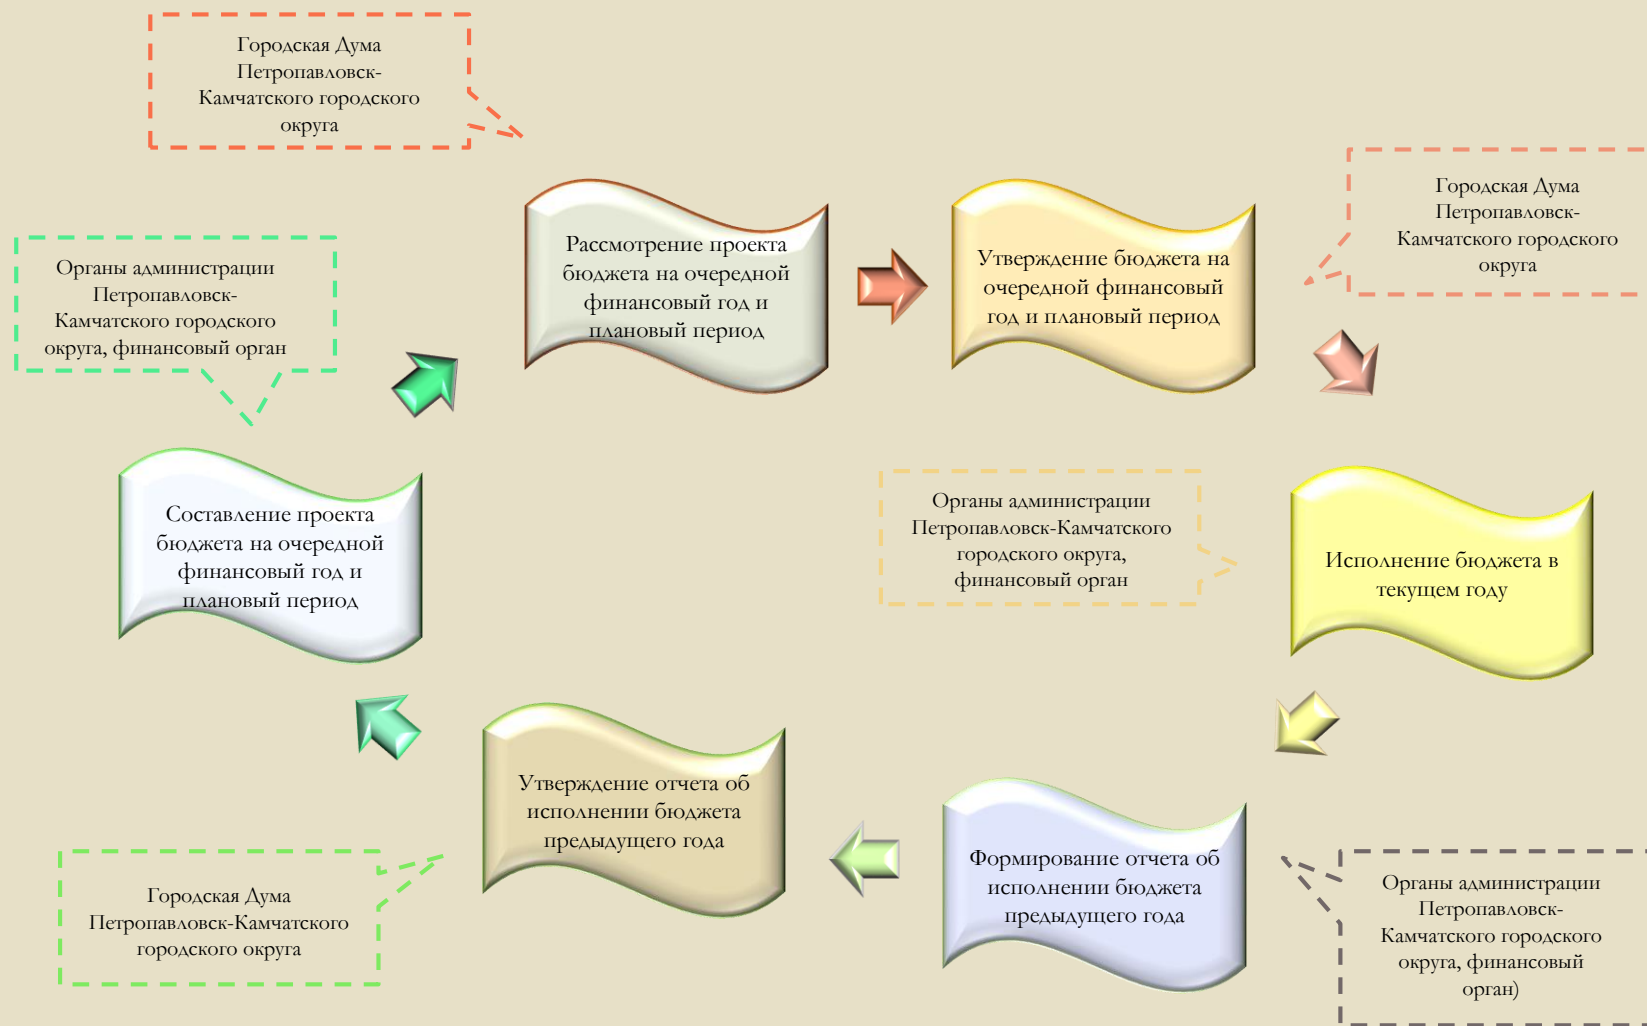 Городская Дума
Петропавловск-
Камчатского городского
округа
Городская Дума
Петропавловск-
Камчатского городского
округа
Органы администрации
Петропавловск-
Камчатского городского
округа, финансовый орган
Рассмотрение проекта
бюджета на очередной
финансовый год и
плановый период
Утверждение бюджета на
очередной финансовый
год и плановый период
Составление проекта
бюджета на очередной
финансовый год и
плановый период
Органы администрации
Петропавловск-Камчатского
городского округа,
финансовый орган
Исполнение бюджета в
текущем году
Утверждение отчета об
исполнении бюджета
предыдущего года
Формирование отчета об
исполнении бюджета
предыдущего года
Городская Дума
Петропавловск-Камчатского
городского округа
Органы администрации
Петропавловск-
Камчатского городского
округа, финансовый
орган)